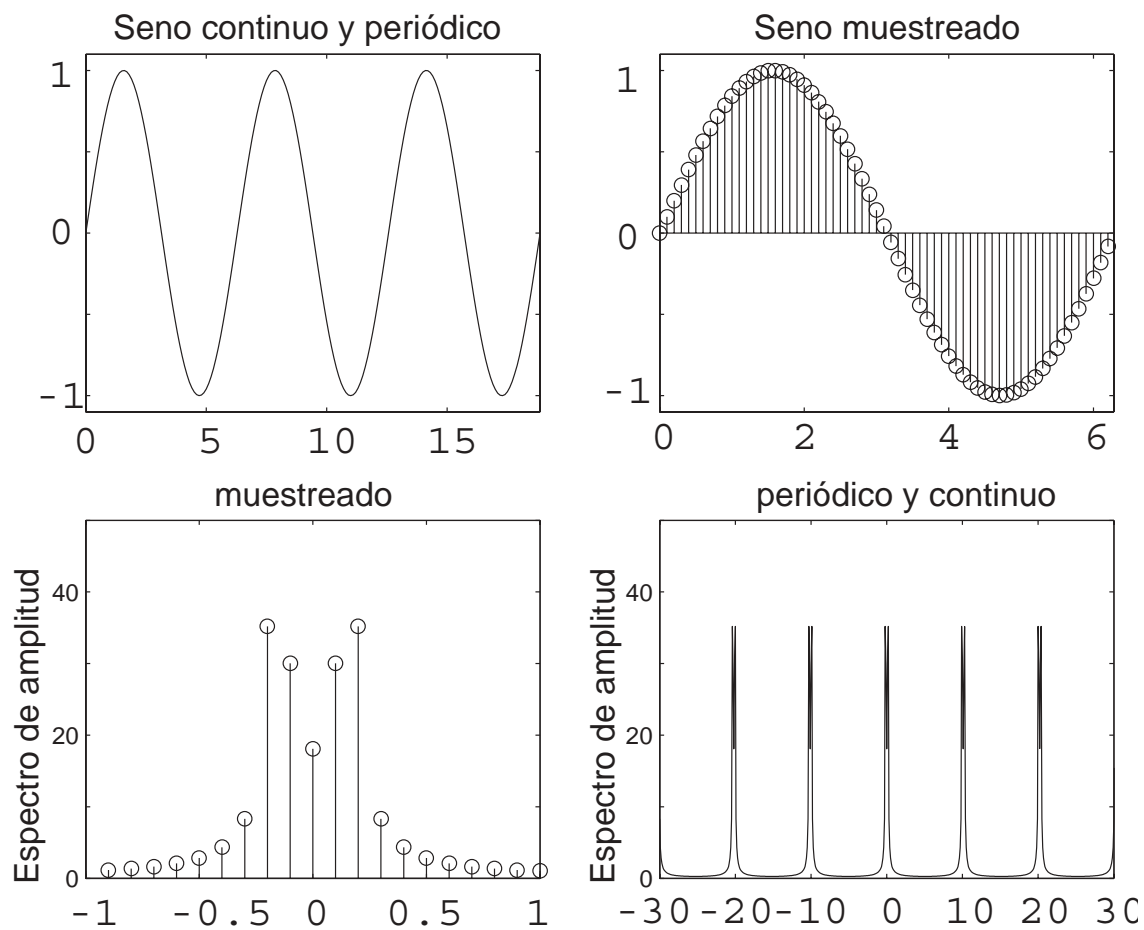 Seno continuo y periódico
Seno muestreado
1
0
-1
0 5 10 15
1
0
-1
0 2 4 6
muestreado
periódico y continuo
Espectro de amplitud
40
20
0
-1 -0.5 0 0.5 1
Espectro de amplitud
40
20
0
-30 -20 -10 0 10 20 30